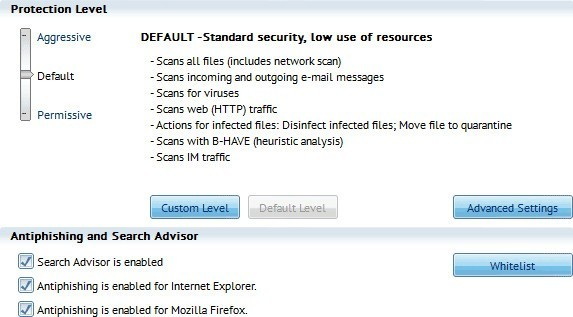 Protection Level
Aggressive
Default
Permissive
DEFAULT -Standard security, low use of resources
- Scans all files (includes network scan)
- Scans incoming and outgoing e-mail messages
- Scans for viruses
- Scans web (HTTP) traffic
- Actions for infected files: Disinfect infected files; Move file to quarantine
- Scans with B-HAVE (heuristic analysis)
- Scans IM traffic
Custom Level
Default Level
Advanced Settings
Antiphishing and Search Advisor
Search Advisor is enabled
Antiphishing is enabled for Internet Explorer.
Antiphishing is enabled for Mozilla Firefox.
Whitelist